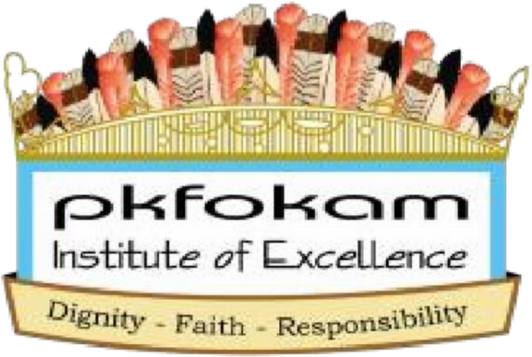 pkfokam
Institute of Excellence
Dignity - Faith - Responsibility